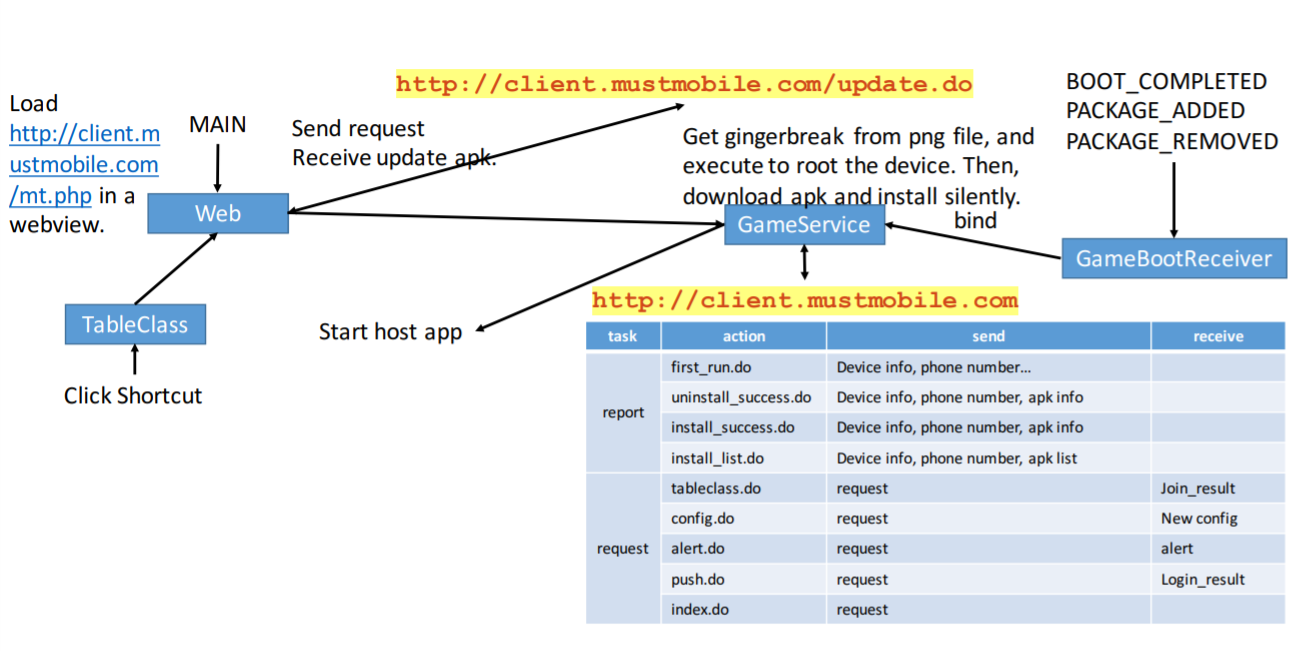 http://client.mustmobile.com/update.do
BOOT_COMPLETED
PACKAGE_ADDED
PACKAGE_REMOVED
Load
http://client.m
ustmobile.com
/mt.php in a
webview.
MAIN
Send request
Receive update apk.
Get gingerbreak from png file, and
execute to root the device. Then,
download apk and install silently.
Web
GameService
bind
GameBootReceiver
TableClass
Click Shortcut
Start host app
http://client.mustmobile.com
task action send receive
report
first_run.do Device info, phone number...
uninstall_success.do Device info, phone number, apk info
install_success.do Device info, phone number, apk info
install_list.do Device info, phone number, apk list
request
tableclass.do request Join_result
config.do request New config
alert.do request alert
push.do request Login_result
index.do request